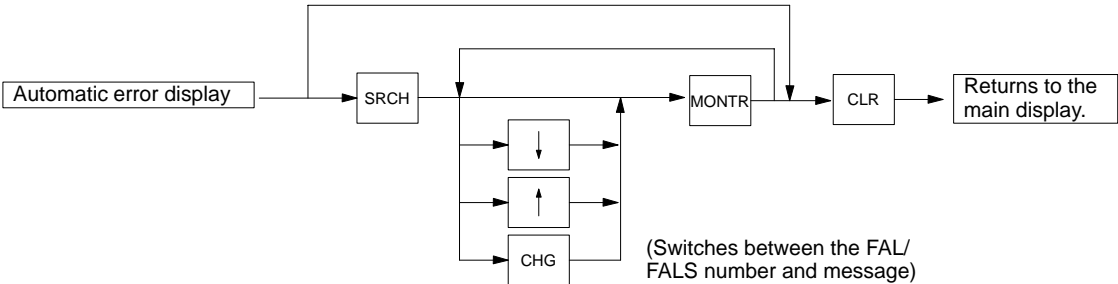 Automatic error display
SRCH
MONTR
CLR
Returns to the
main display.
↓
↑
CHG
(Switches between the FAL/
FALS number and message)